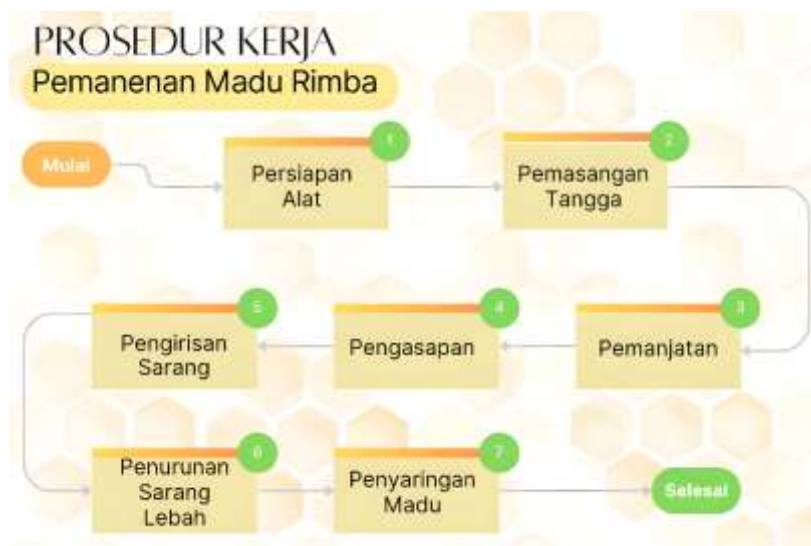 PROSEDUR KERJA
Pemanenan Madu Rimba
Mulai
1
Persiapan
Alat
2
Pemasangan
Tangga
3
Pemanjatan
4
Pengasapan
5
Pengirisan
Sarang
6
Penurunan
Sarang
Lebah
7
Penyaringan
Madu
Selesai